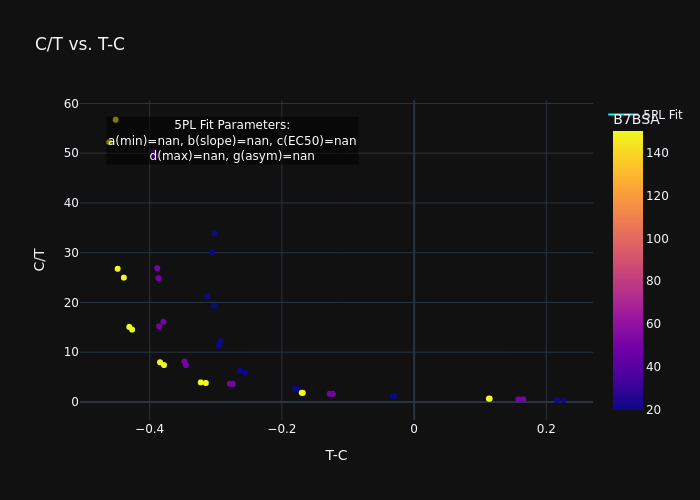 C/T vs. T-C
5PL Fit Parameters:
a(min)=nan, b(slope)=nan, c(EC50)=nan
d(max)=nan, g(asym)=nan
60
50
40
30
20
10
0
C/T
−0.4
−0.2
0
0.2
T-C
5PL Fit
B7BSA
140
120
100
80
60
40
20